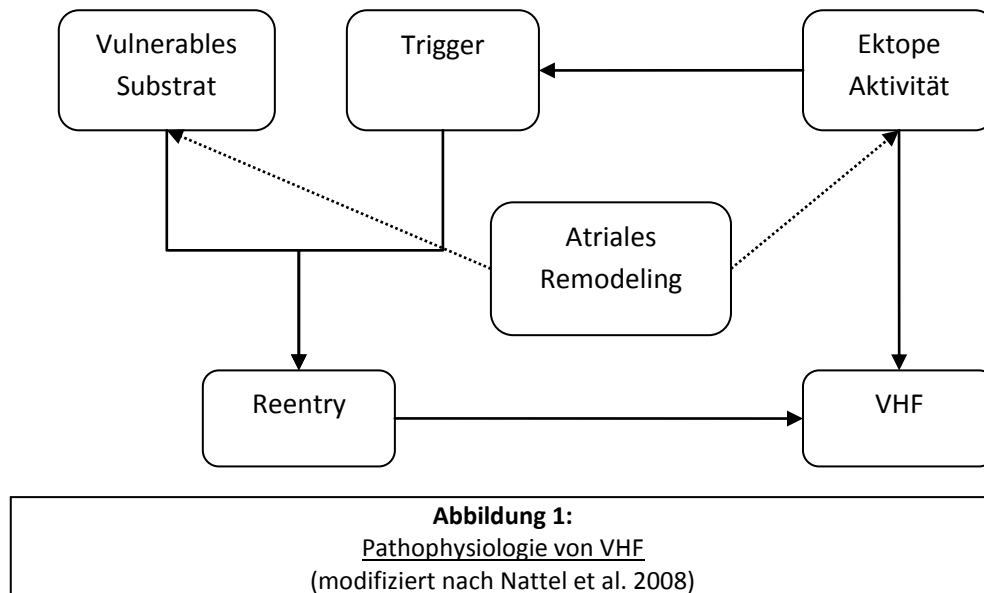 Vulnerables
Substrat
Trigger
Ektope
Aktivität
Atriales
Remodeling
Reentry
VHF
Abbildung 1:
Pathophysiologie von VHF
(modifiziert nach Nattel et al. 2008)